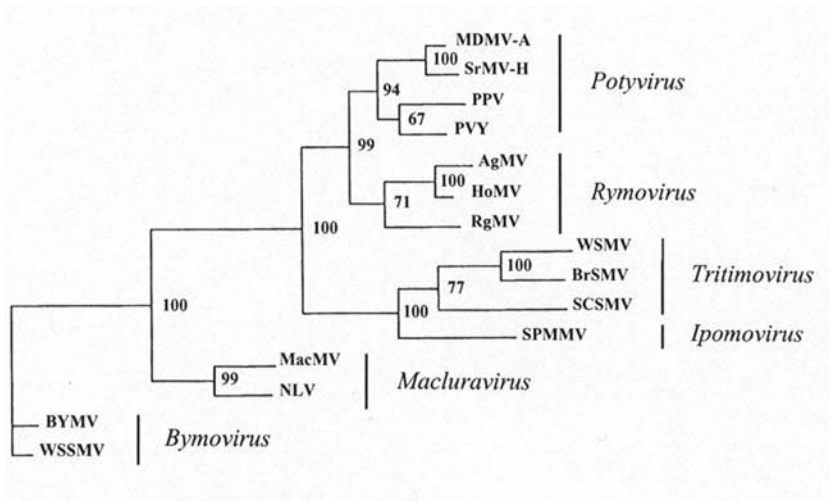 MDMV-A
100
SrMV-H
Potyvirus
94
PPV
67
PVY
99
AgMV
100
HoMV
Rymovirus
71
RgMV
100
WSMV
100
BrSMV
Tritimovirus
77
SCSMV
100
SPMMV
Ipomovirus
100
MacMV
99
NLV
Macluravirus
BYMV
Bymovirus
WSSMV